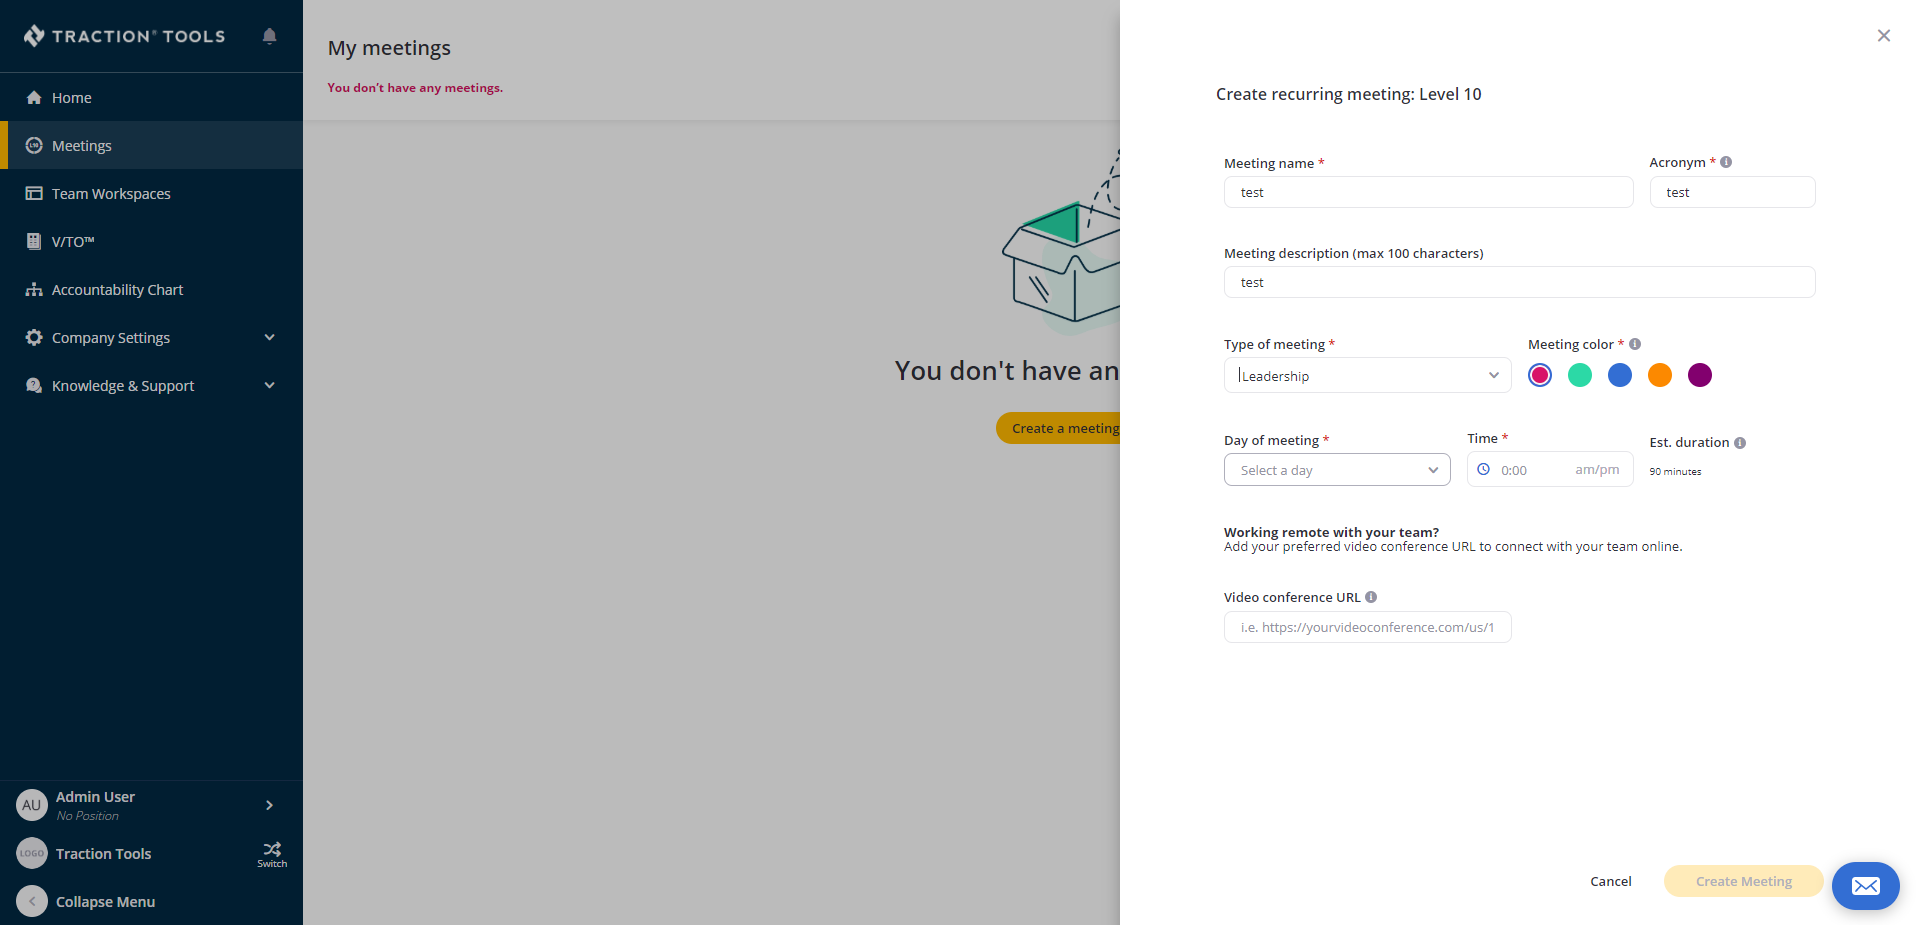 TRACTION® TOOLS
Home
L10
Meetings
Team Workspaces
V/TO™
Accountability Chart
Company Settings
Knowledge & Support
AU
Admin User
No Position
LOGO
Traction Tools
Switch
Collapse Menu
My meetings
You don't have any meetings.
You don't have an
Create a meeting
Create recurring meeting: Level 10
Meeting name *
Acronym *
test
test
Meeting description (max 100 characters)
test
Type of meeting *
Meeting color *
Leadership
Day of meeting *
Time *
Est. duration
Select a day
0:00
am/pm
90 minutes
Working remote with your team?
Add your preferred video conference URL to connect with your team online.
Video conference URL
i.e. https://yourvideoconference.com/us/1
Cancel
Create Meeting